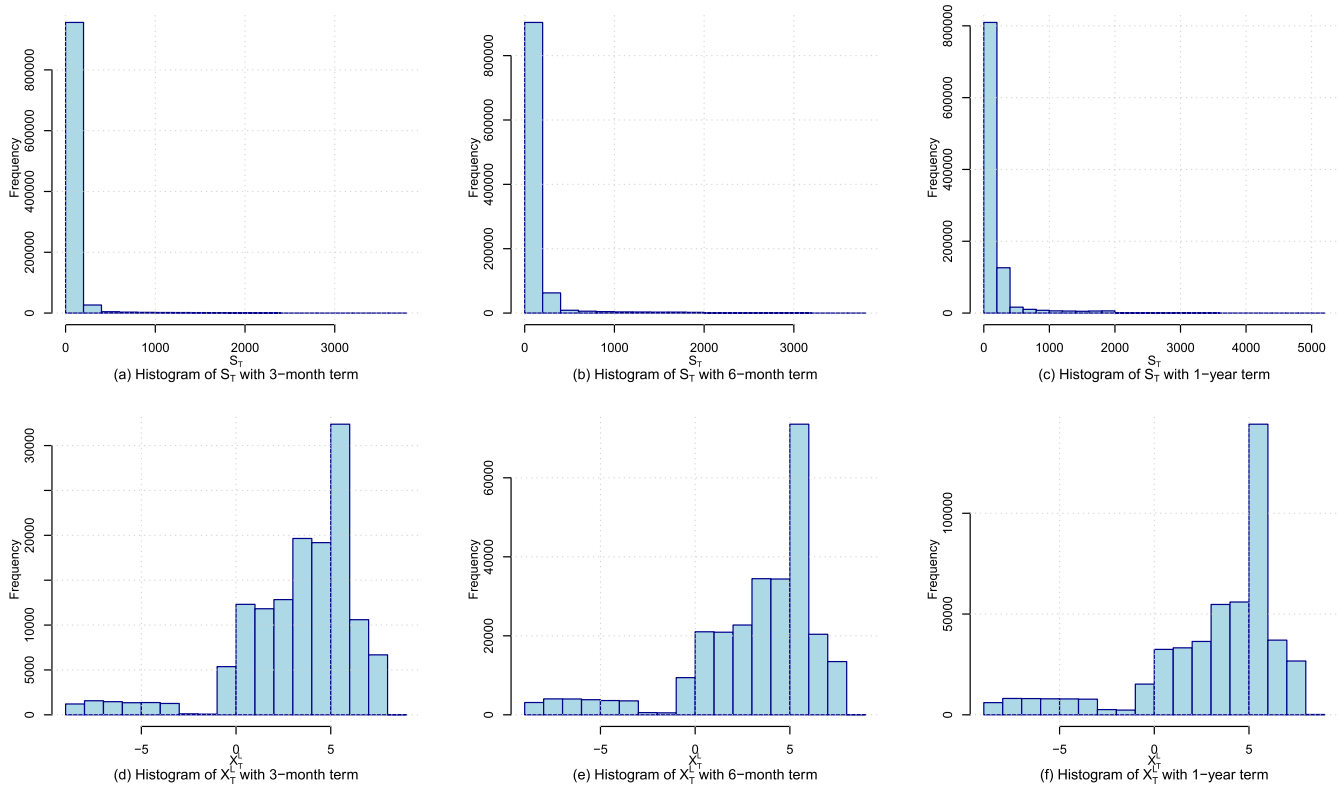 Frequency
0
200000
400000
600000
800000
0
1000
2000
3000
S_T
(a) Histogram of S_T with 3−month term
Frequency
0
200000
400000
600000
800000
0
1000
2000
3000
S_T
(b) Histogram of S_T with 6−month term
Frequency
0
200000
400000
600000
800000
0
1000
2000
3000
4000
5000
S_T
(c) Histogram of S_T with 1−year term
Frequency
0
5000
10000
20000
30000
−5
0
5
X_T^L
(d) Histogram of X_T^L with 3−month term
Frequency
0
20000
40000
60000
−5
0
5
X_T^L
(e) Histogram of X_T^L with 6−month term
Frequency
0
50000
100000
−5
0
5
X_T^L
(f) Histogram of X_T^L with 1−year term